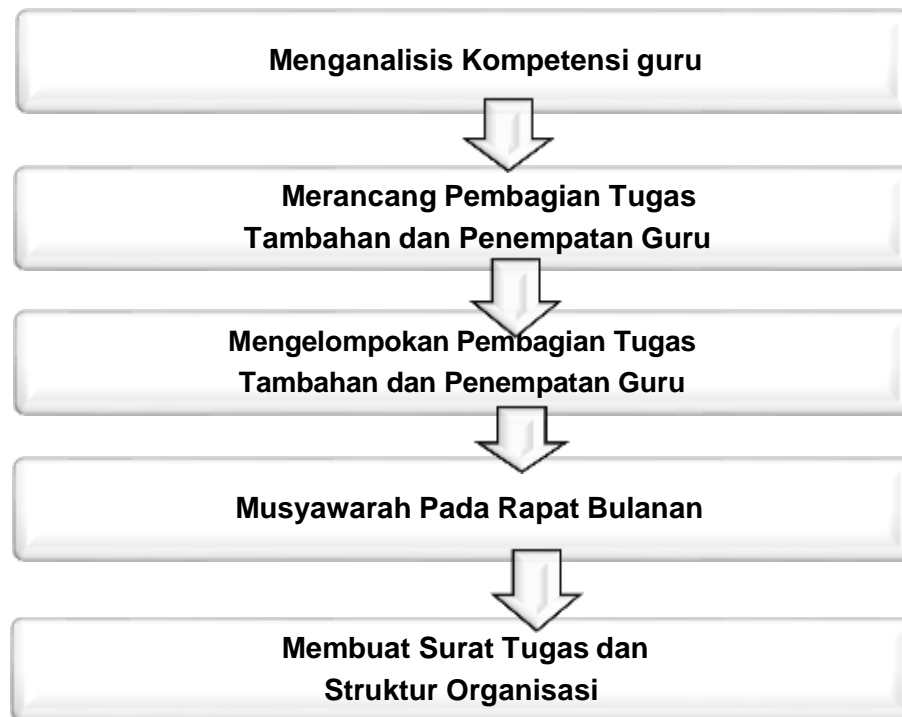 Menganalisis Kompetensi guru
Merancang Pembagian Tugas
Tambahan dan Penempatan Guru
Mengelompokan Pembagian Tugas
Tambahan dan Penempatan Guru
Musyawarah Pada Rapat Bulanan
Membuat Surat Tugas dan
Struktur Organisasi